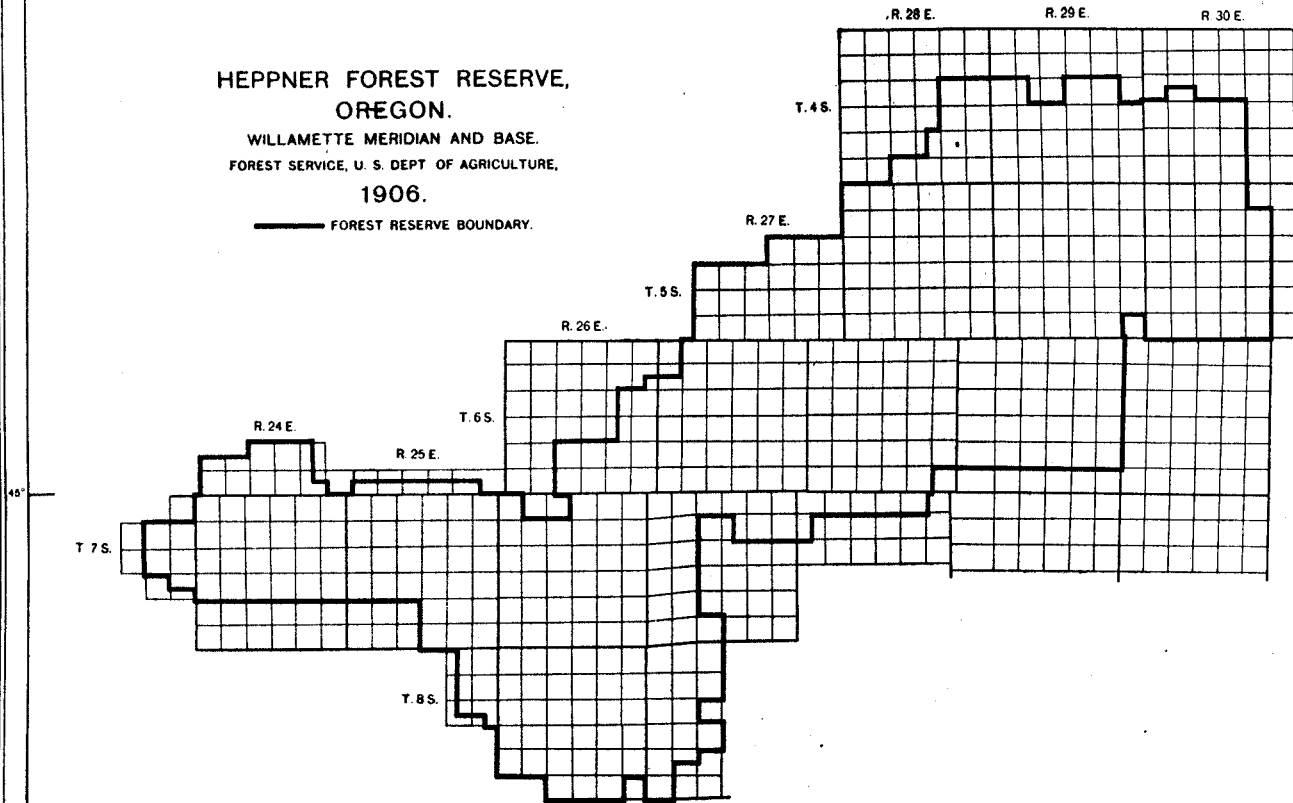 R. 28 E.
R. 29 E.
R 30 E.
HEPPNER FOREST RESERVE,
OREGON.
WILLAMETTE MERIDIAN AND BASE.
FOREST SERVICE, U. S. DEPT OF AGRICULTURE,
1906.
FOREST RESERVE BOUNDARY.
T. 4 S.
R. 27 E.
T. 5 S.
R. 26 E.
T. 6 S.
R. 24 E.
R. 25 E.
45°
T 7 S.
T. 8 S.